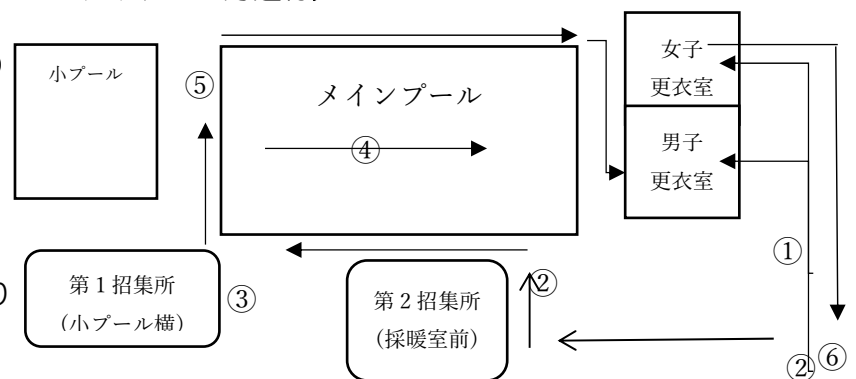 小プール
⑤
メインプール
④
女子
更衣室
男子
更衣室
①
第1招集所
(小プール横)
③
第2招集所
(採暖室前)
②
②
⑥